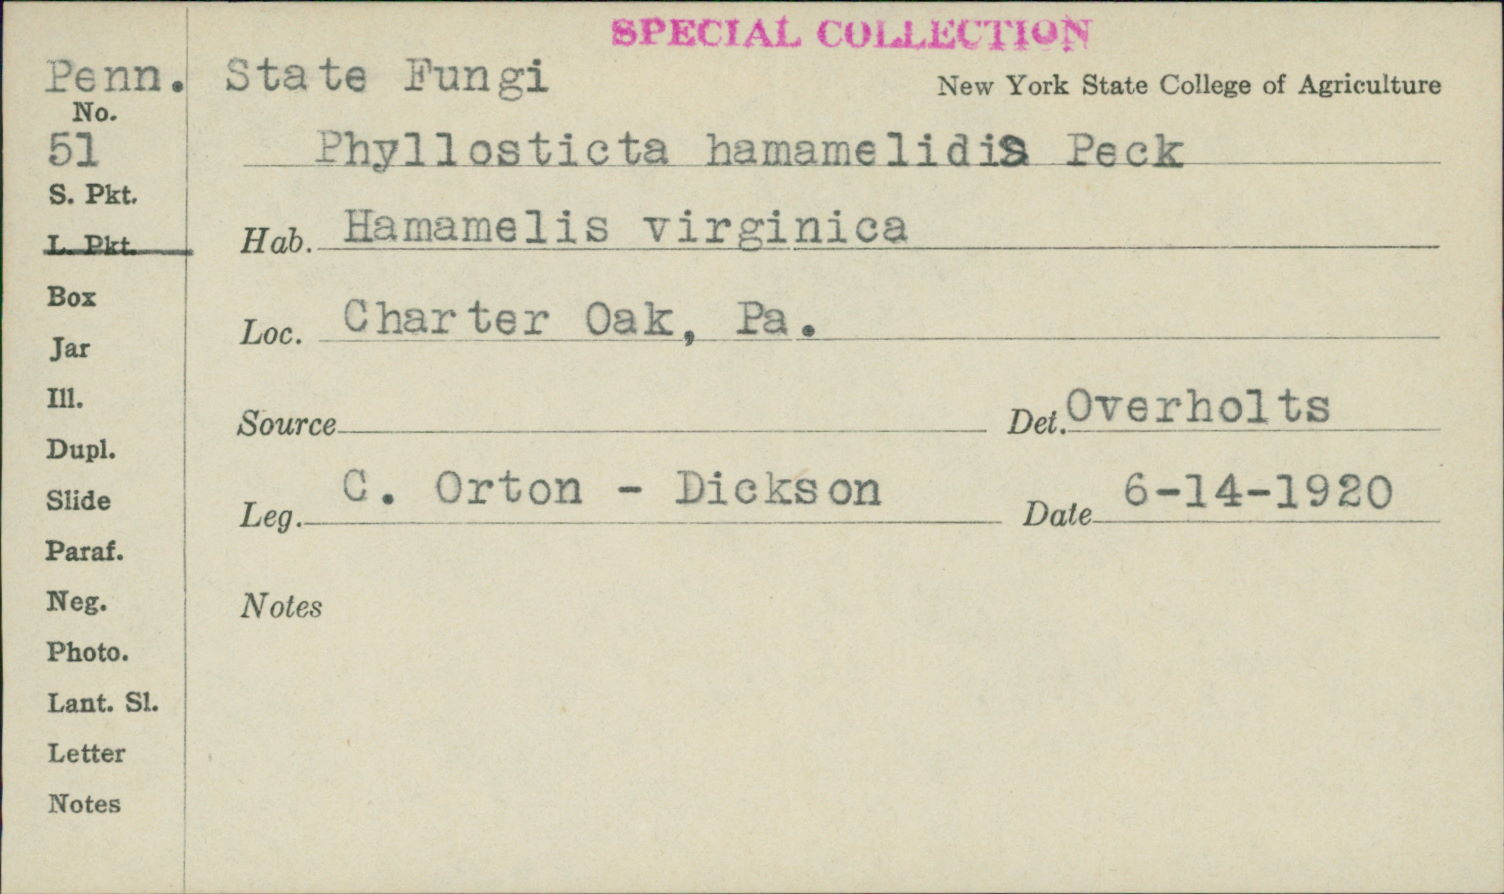 SPECIAL COLLECTION
Penn. State Fungi
New York State College of Agriculture
No.
51
Phyllosticta hamamelidis Peck
S. Pkt.
L. Pkt.
Hab. Hamamelis virginica
Box
Loc. Charter Oak, Pa.
Jar
Ill.
Source Det. Overholts
Dupl.
Slide
Leg. C. Orton - Dickson Date 6-14-1920
Paraf.
Neg.
Notes
Photo.
Lant. Sl.
Letter
Notes